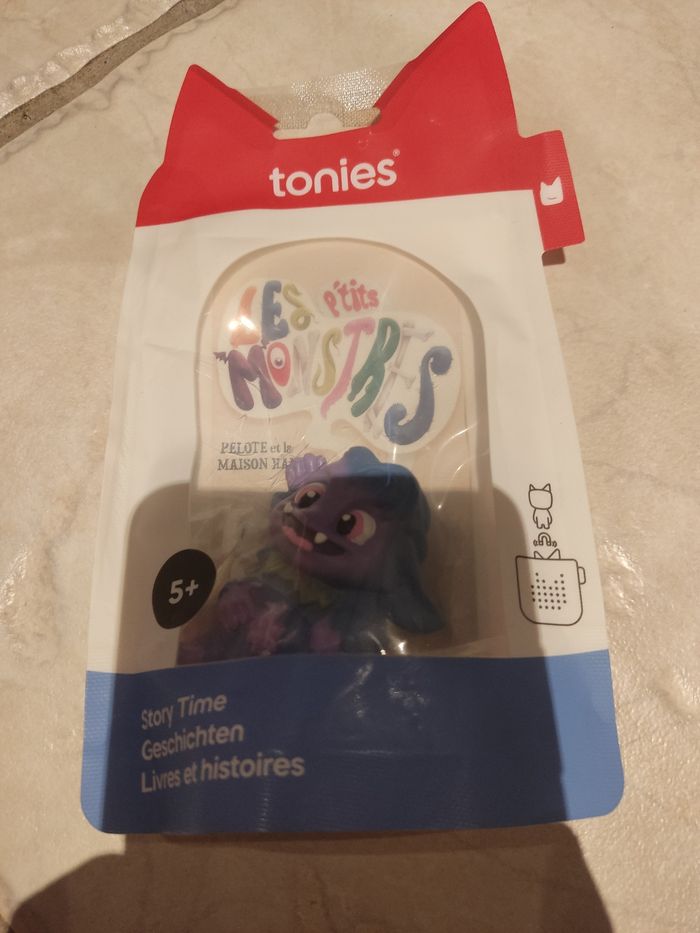 tonies®
LES p'tits
MONSTRES
PELOTE et la
MAISON
5+
Story Time
Geschichten
Livres et histoires